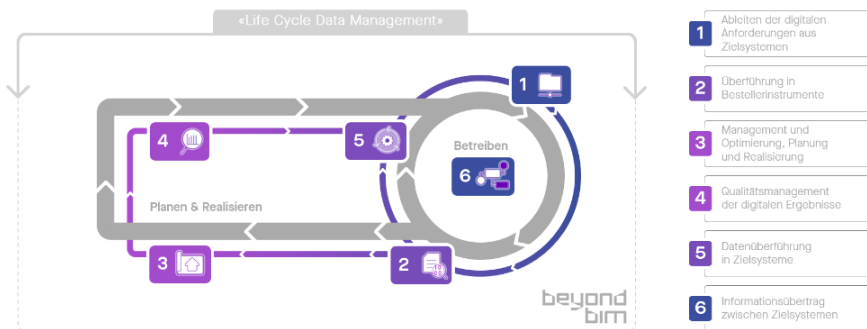 «Life Cycle Data Management»
1
4
5
Betreiben
6
Planen & Realisieren
3
2
beyond
bim
1
Ableiten der digitalen
Anforderungen aus
Zielsystemen
2
Überführung in
Bestellerinstrumente
3
Management und
Optimierung, Planung
und Realisierung
4
Qualitätsmanagement
der digitalen Ergebnisse
5
Datenüberführung
in Zielsysteme
6
Informationsübertrag
zwischen Zielsystemen